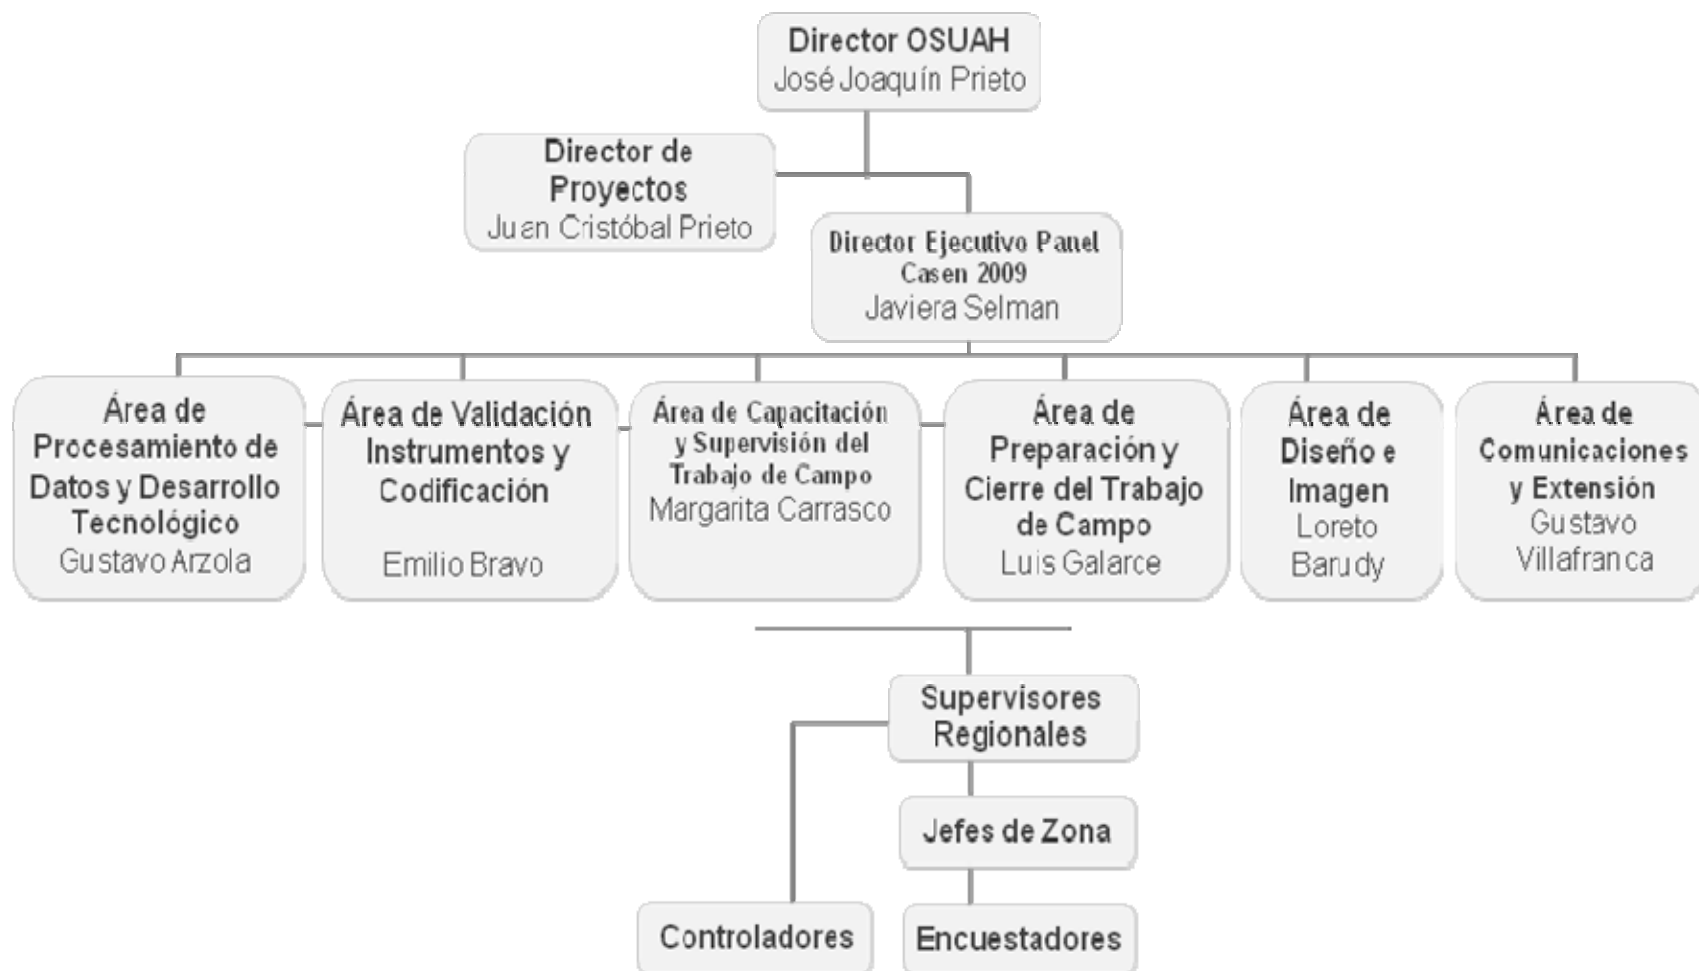 Director OSUAH
José Joaquín Prieto
Director de
Proyectos
Juan Cristóbal Prieto
Director Ejecutivo Panel
Casen 2009
Javiera Selman
Área de
Procesamiento de
Datos y Desarrollo
Tecnológico
Gustavo Arzola
Área de Validación
Instrumentos y
Codificación
Emilio Bravo
Área de Capacitación
y Supervisión del
Trabajo de Campo
Margarita Carrasco
Área de
Preparación y
Cierre del Trabajo
de Campo
Luis Galarce
Área de
Diseño e
Imagen
Loreto
Barudy
Área de
Comunicaciones
y Extensión
Gustavo
Villafranca
Supervisores
Regionales
Jefes de Zona
Controladores
Encuestadores